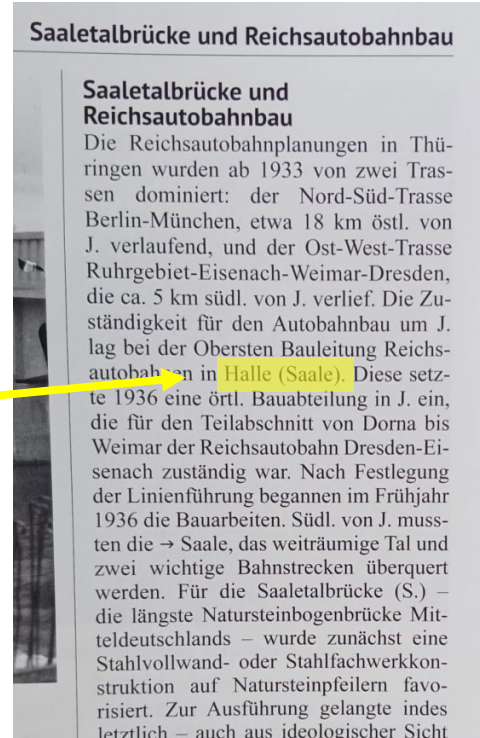 Saaletalbrücke und Reichsautobahnbau
Saaletalbrücke und
Reichsautobahnbau
Die Reichsautobahnplanungen in Thü-
ringen wurden ab 1933 von zwei Tras-
sen dominiert: der Nord-Süd-Trasse
Berlin-München, etwa 18 km östl. von
J. verlaufend, und der Ost-West-Trasse
Ruhrgebiet-Eisenach-Weimar-Dresden,
die ca. 5 km südl. von J. verlief. Die Zu-
ständigkeit für den Autobahnbau um J.
lag bei der Obersten Bauleitung Reichs-
autobahnen in Halle (Saale). Diese setz-
te 1936 eine örtl. Bauabteilung in J. ein,
die für den Teilabschnitt von Dorna bis
Weimar der Reichsautobahn Dresden-Ei-
senach zuständig war. Nach Festlegung
der Linienführung begannen im Frühjahr
1936 die Bauarbeiten. Südl. von J. muss-
ten die → Saale, das weiträumige Tal und
zwei wichtige Bahnstrecken überquert
werden. Für die Saaletalbrücke (S.) –
die längste Natursteinbogenbrücke Mit-
teldeutschlands – wurde zunächst eine
Stahlvollwand- oder Stahlfachwerkkon-
struktion auf Natursteinpfeilern favo-
risiert. Zur Ausführung gelangte indes
letztlich – auch aus ideologischer Sicht